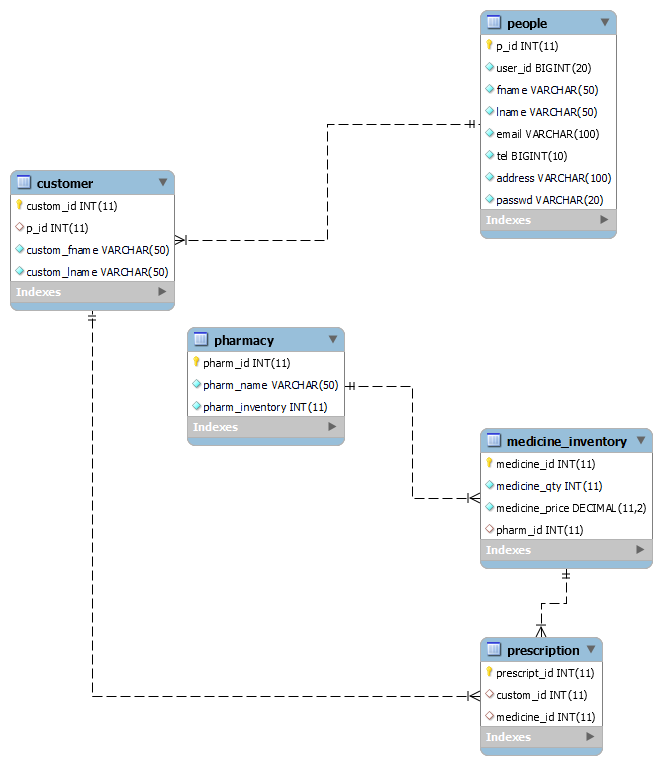 people
p_id INT(11)
user_id BIGINT(20)
fname VARCHAR(50)
lname VARCHAR(50)
email VARCHAR(100)
tel BIGINT(10)
address VARCHAR(100)
passwd VARCHAR(20)
Indexes
customer
custom_id INT(11)
p_id INT(11)
custom_fname VARCHAR(50)
custom_lname VARCHAR(50)
Indexes
pharmacy
pharm_id INT(11)
pharm_name VARCHAR(50)
pharm_inventory INT(11)
Indexes
medicine_inventory
medicine_id INT(11)
medicine_qty INT(11)
medicine_price DECIMAL(11,2)
pharm_id INT(11)
Indexes
prescription
prescript_id INT(11)
custom_id INT(11)
medicine_id INT(11)
Indexes